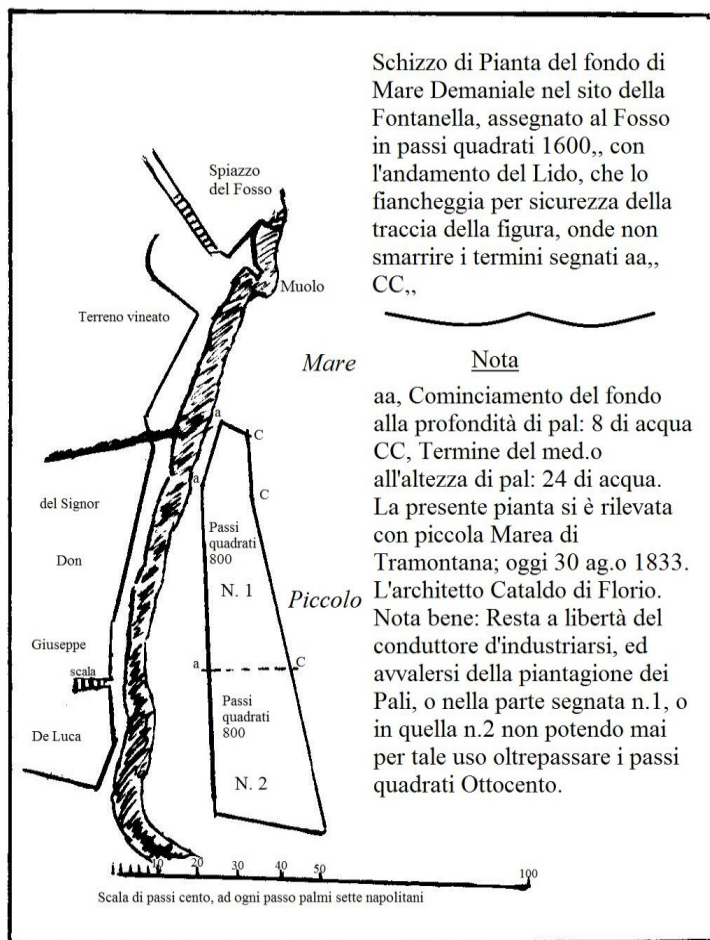 Schizzo di Pianta del fondo di
Mare Demaniale nel sito della
Fontanella, assegnato al Fosso
in passi quadrati 1600,, con
l'andamento del Lido, che lo
fiancheggia per sicurezza della
traccia della figura, onde non
smarrire i termini segnati aa,,
CC,,
Nota
aa, Cominciamento del fondo
alla profondità di pal: 8 di acqua
CC, Termine del med.o
all'altezza di pal: 24 di acqua.
La presente pianta si è rilevata
con piccola Marea di
Tramontana; oggi 30 ag.o 1833.
L'architetto Cataldo di Florio.
Nota bene: Resta a libertà del
conduttore d'industriarsi, ed
avvalersi della piantagione dei
Pali, o nella parte segnata n.1, o
in quella n.2 non potendo mai
per tale uso oltrepassare i passi
quadrati Ottocento.
Spiazzo
del Fosso
Muolo
Terreno vineato
Mare
a
C
a
C
del Signor
Don
Giuseppe
scala
De Luca
Passi
quadrati
800
N. 1
Piccolo
a
C
Passi
quadrati
800
N. 2
10 20 30 40 50 100
Scala di passi cento, ad ogni passo palmi sette napolitani